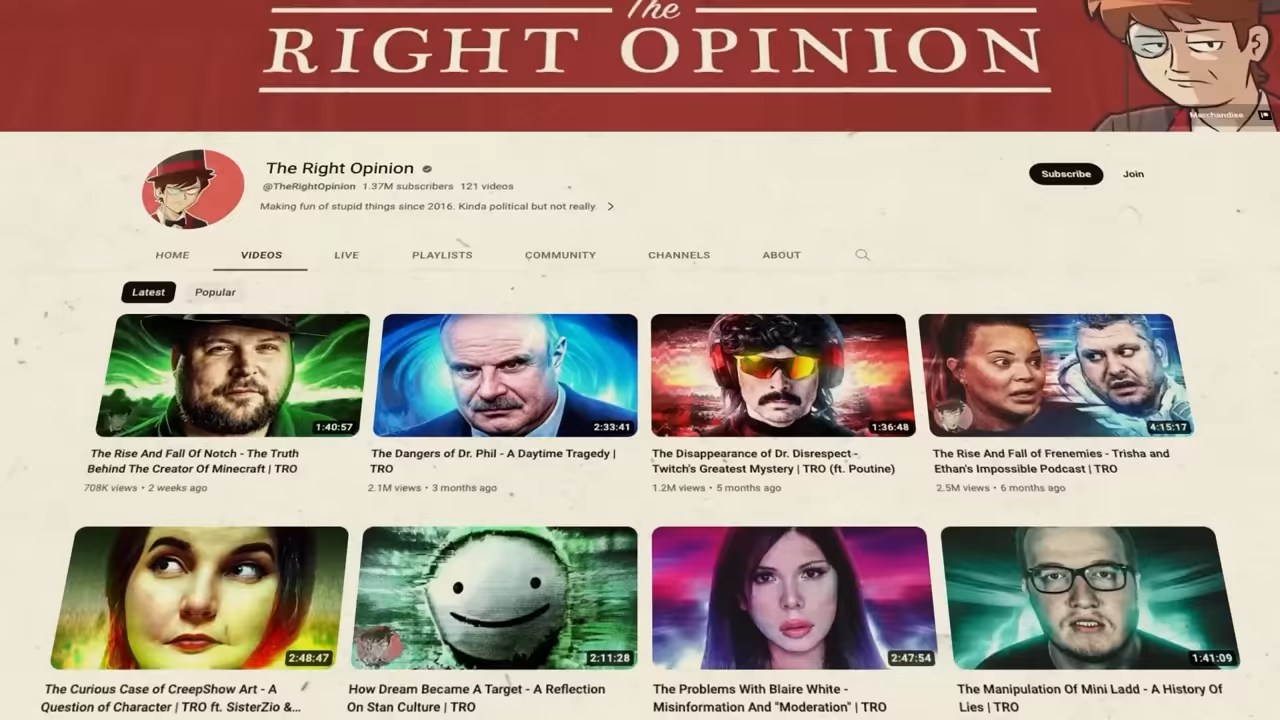 The
RIGHT OPINION
Merchandise
The Right Opinion
@TheRightOpinion 1.37M subscribers 121 videos
Making fun of stupid things since 2016. Kinda political but not really.
Subscribe
Join
HOME VIDEOS LIVE PLAYLISTS COMMUNITY CHANNELS ABOUT
Latest Popular
1:40:57 2:33:41 1:36:48 4:15:17
The Rise And Fall Of Notch - The Truth
Behind The Creator Of Minecraft | TRO
708K views • 2 weeks ago
The Dangers of Dr. Phil - A Daytime Tragedy |
TRO
2.1M views • 3 months ago
The Disappearance of Dr. Disrespect -
Twitch's Greatest Mystery | TRO (ft. Poutine)
1.2M views • 5 months ago
The Rise And Fall of Frenemies - Trisha and
Ethan's Impossible Podcast | TRO
2.5M views • 6 months ago
2:48:47 2:11:28 2:47:54 1:41:09
The Curious Case of CreepShow Art - A
Question of Character | TRO ft. SisterZio &...
How Dream Became A Target - A Reflection
On Stan Culture | TRO
The Problems With Blaire White -
Misinformation And "Moderation" | TRO
The Manipulation Of Mini Ladd - A History Of
Lies | TRO